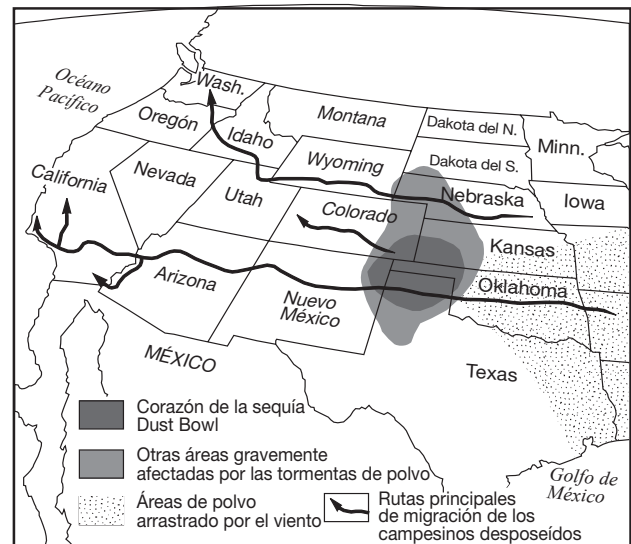 Océano
Pacífico
Wash.
Oregón
Idaho
Montana
Dakota del N.
Minn.
Dakota del S.
Wyoming
Nebraska
Iowa
California
Nevada
Utah
Colorado
Kansas
Arizona
Nuevo
México
Oklahoma
Texas
MÉXICO
Golfo de
México
Corazón de la sequía
Dust Bowl
Otras áreas gravemente
afectadas por las tormentas de polvo
Áreas de polvo
arrastrado por el viento
Rutas principales
de migración de los
campesinos desposeídos